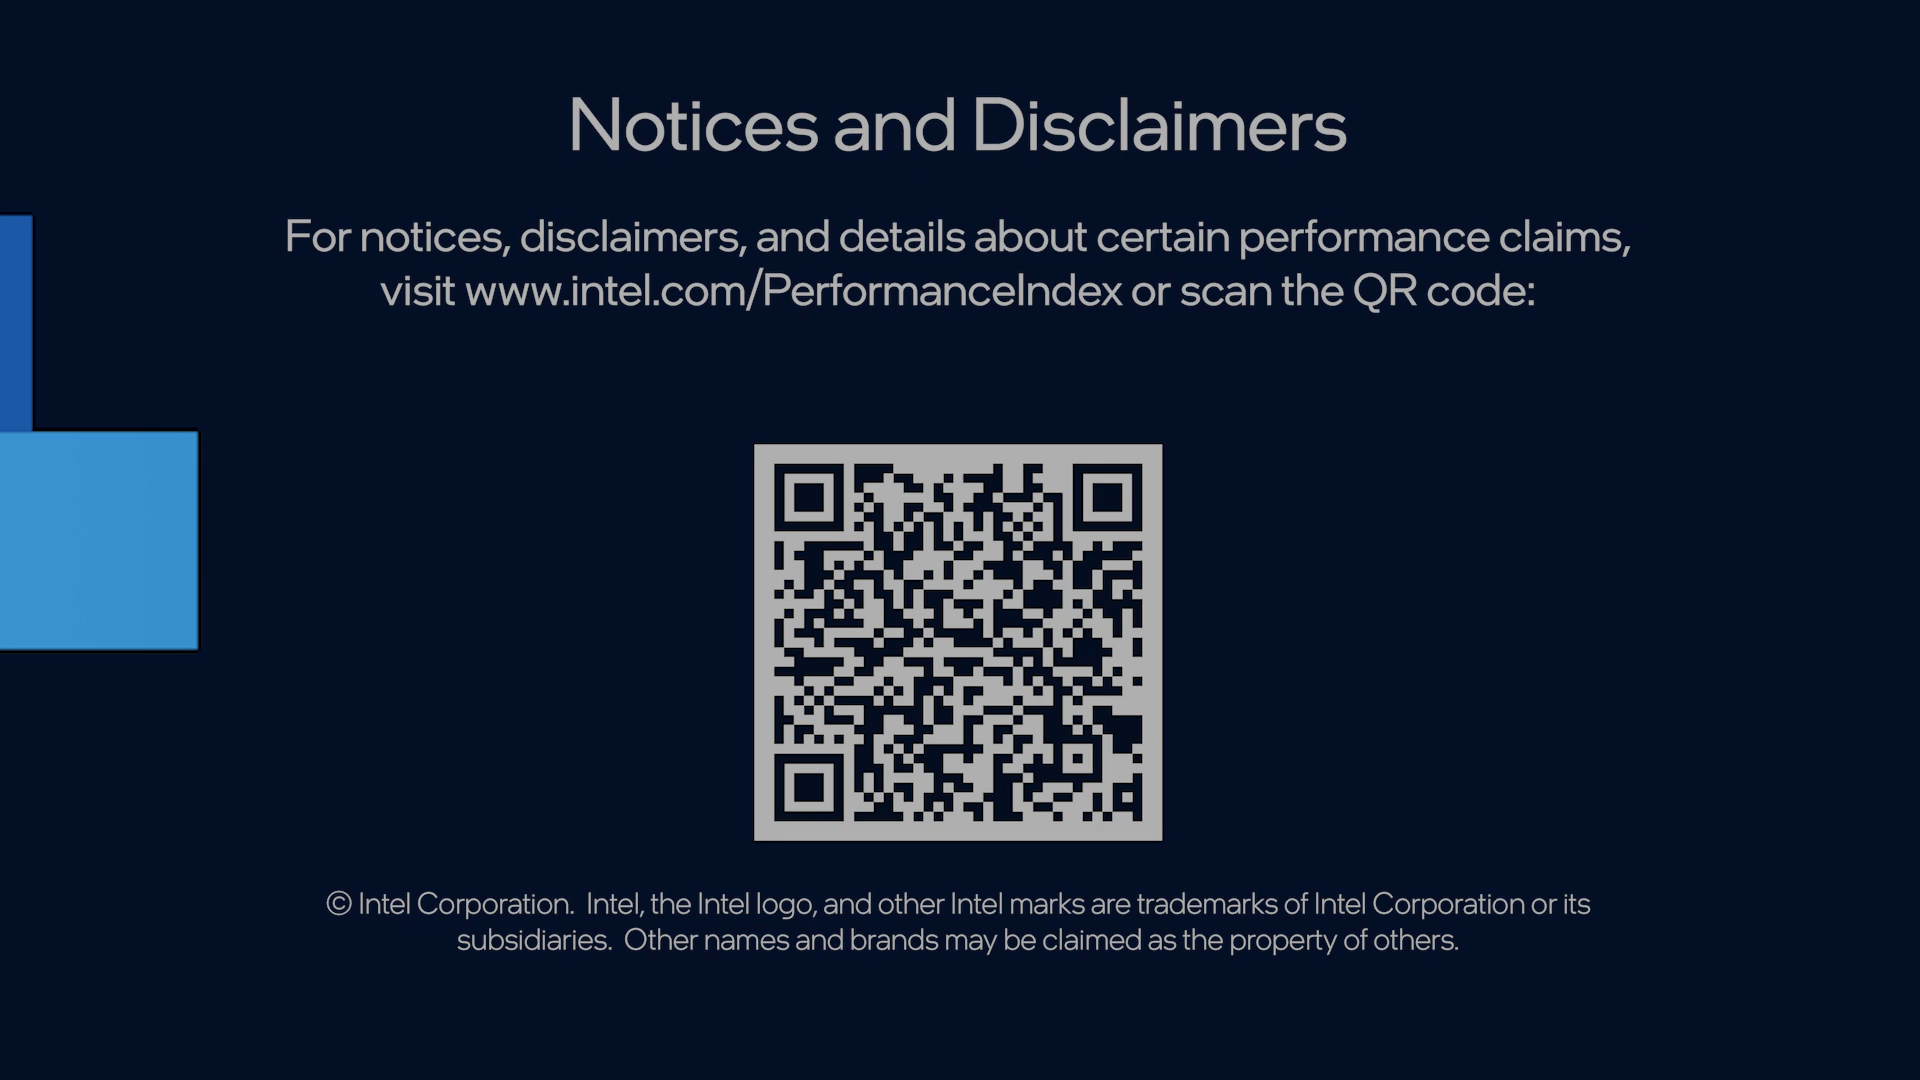 Notices and Disclaimers
For notices, disclaimers, and details about certain performance claims,
visit www.intel.com/PerformanceIndex or scan the QR code:
© Intel Corporation.  Intel, the Intel logo, and other Intel marks are trademarks of Intel Corporation or its
subsidiaries.  Other names and brands may be claimed as the property of others.